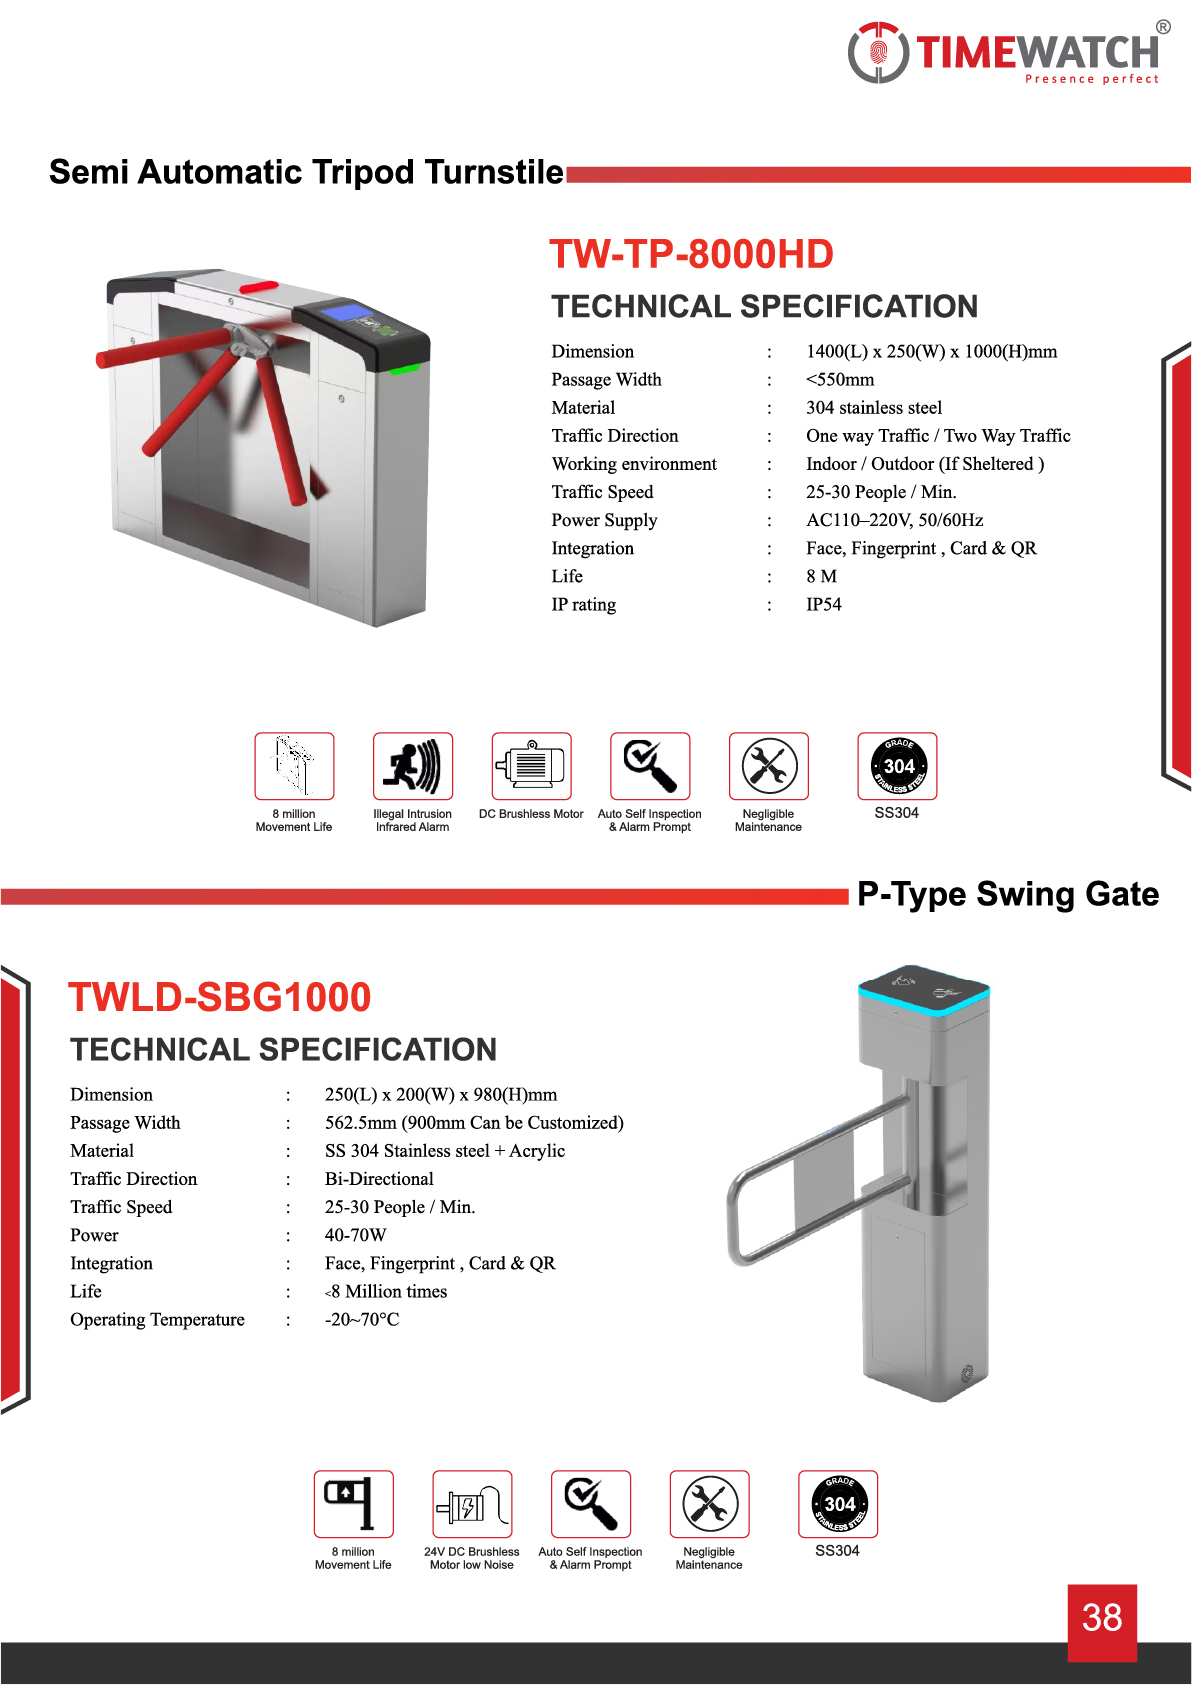 TIMEWATCH®
Presence perfect
Semi Automatic Tripod Turnstile
TW-TP-8000HD
TECHNICAL SPECIFICATION
Dimension : 1400(L) x 250(W) x 1000(H)mm
Passage Width : <550mm
Material : 304 stainless steel
Traffic Direction : One way Traffic / Two Way Traffic
Working environment : Indoor / Outdoor (If Sheltered )
Traffic Speed : 25-30 People / Min.
Power Supply : AC110–220V, 50/60Hz
Integration : Face, Fingerprint , Card & QR
Life : 8 M
IP rating : IP54
GRADE
304
STAINLESS STEEL
8 million
Movement Life
Illegal Intrusion
Infrared Alarm
DC Brushless Motor
Auto Self Inspection
& Alarm Prompt
Negligible
Maintenance
SS304
P-Type Swing Gate
TWLD-SBG1000
TECHNICAL SPECIFICATION
Dimension : 250(L) x 200(W) x 980(H)mm
Passage Width : 562.5mm (900mm Can be Customized)
Material : SS 304 Stainless steel + Acrylic
Traffic Direction : Bi-Directional
Traffic Speed : 25-30 People / Min.
Power : 40-70W
Integration : Face, Fingerprint , Card & QR
Life : <8 Million times
Operating Temperature : -20~70°C
GRADE
304
STAINLESS STEEL
8 million
Movement Life
24V DC Brushless
Motor low Noise
Auto Self Inspection
& Alarm Prompt
Negligible
Maintenance
SS304
38